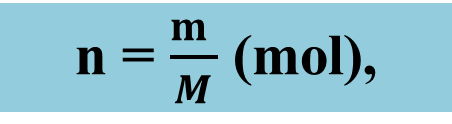 n = m/M (mol),